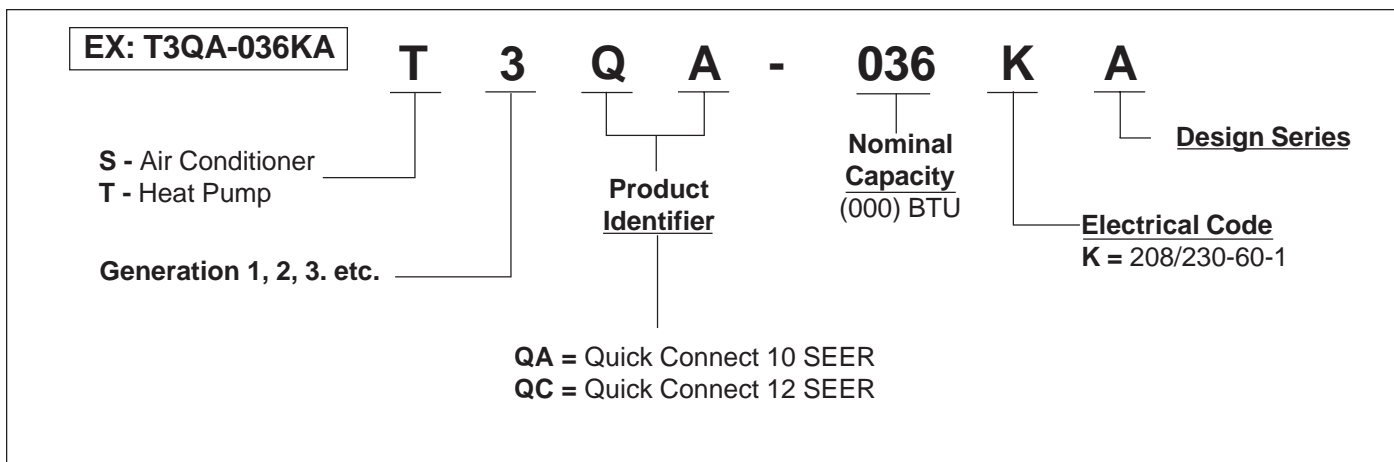 EX: T3QA-036KA
T 3 Q A - 036 K A
S - Air Conditioner
T - Heat Pump
Generation 1, 2, 3. etc.
Product
Identifier
QA = Quick Connect 10 SEER
QC = Quick Connect 12 SEER
Nominal
Capacity
(000) BTU
Electrical Code
K = 208/230-60-1
Design Series